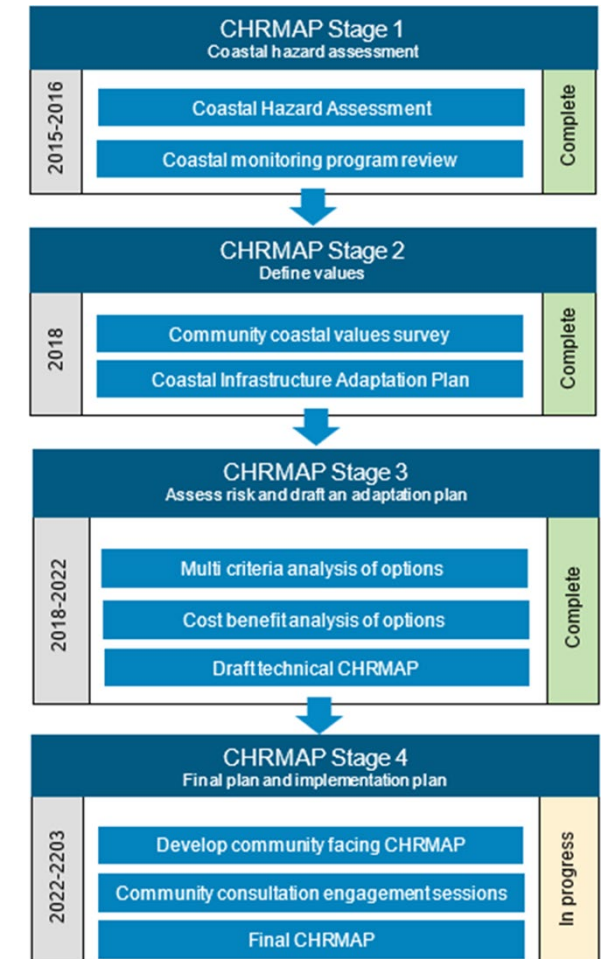 CHRMAP Stage 1
Coastal hazard assessment
2015-2016
Coastal Hazard Assessment
Coastal monitoring program review
Complete
CHRMAP Stage 2
Define values
2018
Community coastal values survey
Coastal Infrastructure Adaptation Plan
Complete
CHRMAP Stage 3
Assess risk and draft an adaptation plan
2018-2022
Multi criteria analysis of options
Cost benefit analysis of options
Draft technical CHRMAP
Complete
CHRMAP Stage 4
Final plan and implementation plan
2022-2203
Develop community facing CHRMAP
Community consultation engagement sessions
Final CHRMAP
In progress